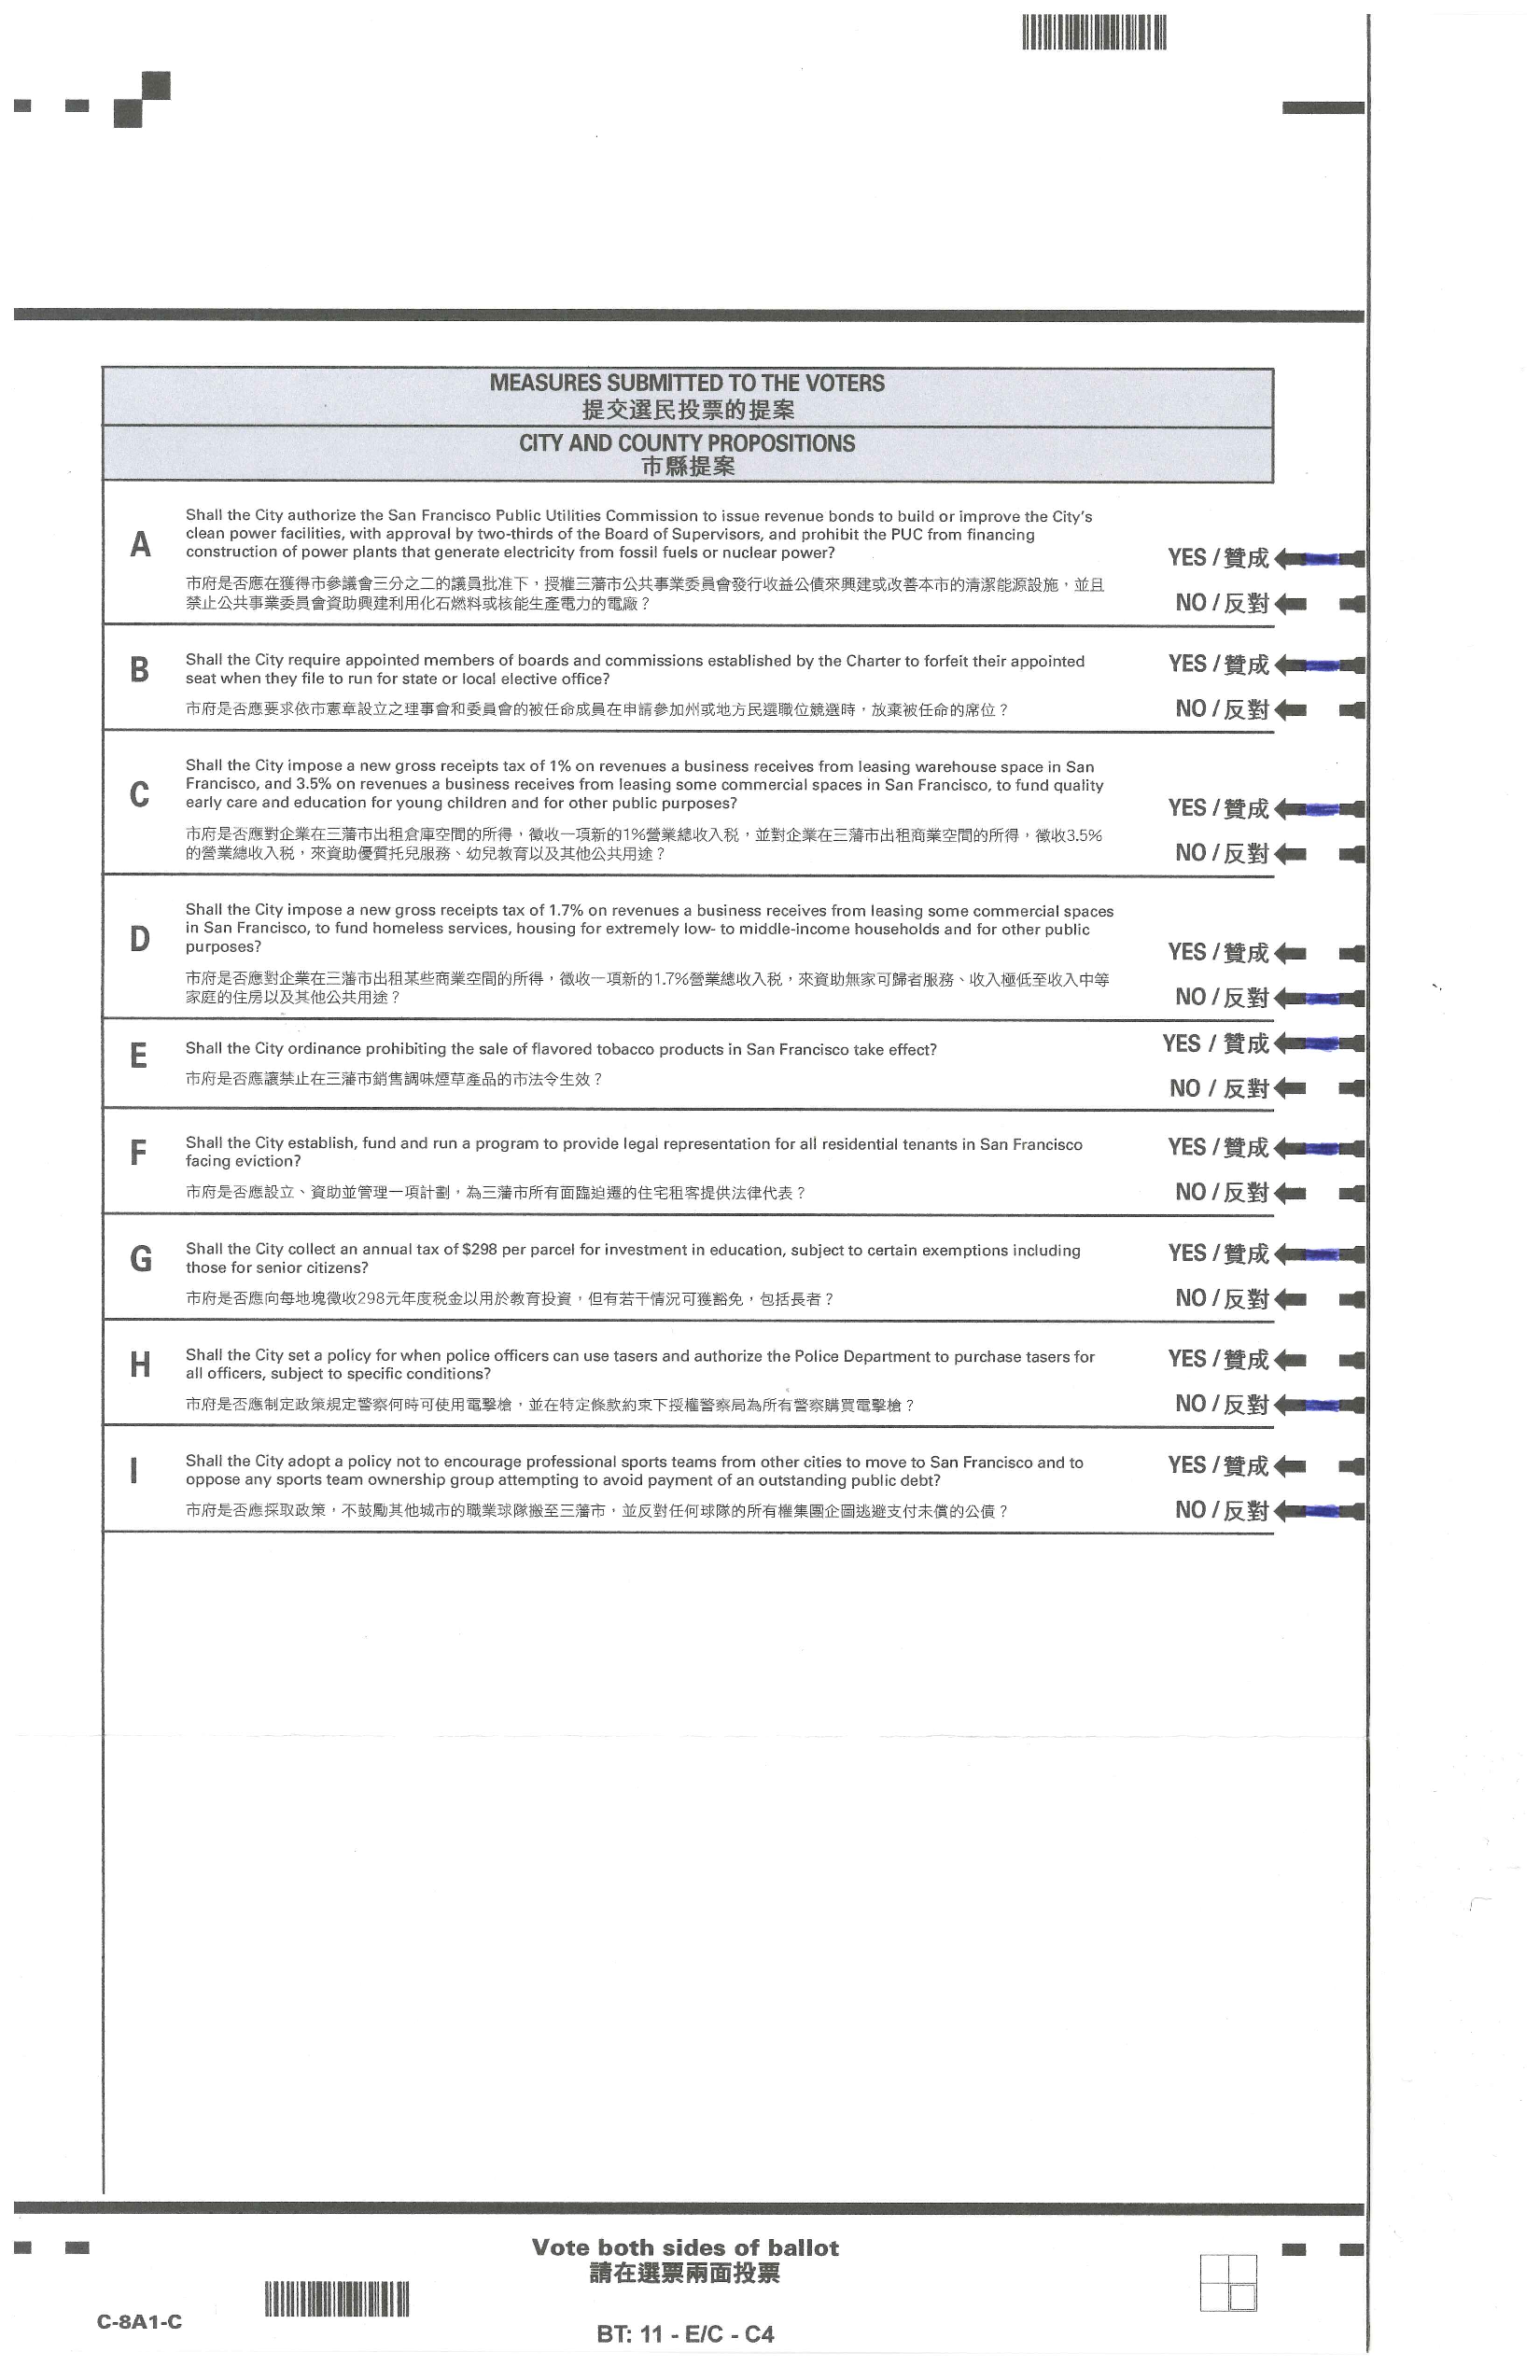 MEASURES SUBMITTED TO THE VOTERS
提交選民投票的提案
CITY AND COUNTY PROPOSITIONS
市縣提案
A
Shall the City authorize the San Francisco Public Utilities Commission to issue revenue bonds to build or improve the City's
clean power facilities, with approval by two-thirds of the Board of Supervisors, and prohibit the PUC from financing
construction of power plants that generate electricity from fossil fuels or nuclear power?
市府是否應在獲得市參議會三分之二的議員批准下，授權三藩市公共事業委員會發行收益公債來興建或改善本市的清潔能源設施，並且
禁止公共事業委員會資助興建利用化石燃料或核能生產電力的電廠？
YES / 贊成
NO / 反對
B
Shall the City require appointed members of boards and commissions established by the Charter to forfeit their appointed
seat when they file to run for state or local elective office?
市府是否應要求依市憲章設立之理事會和委員會的被任命成員在申請參加州或地方民選職位競選時，放棄被任命的席位？
YES / 贊成
NO / 反對
C
Shall the City impose a new gross receipts tax of 1% on revenues a business receives from leasing warehouse space in San
Francisco, and 3.5% on revenues a business receives from leasing some commercial spaces in San Francisco, to fund quality
early care and education for young children and for other public purposes?
市府是否應對企業在三藩市出租倉庫空間的所得，徵收一項新的1%營業總收入稅，並對企業在三藩市出租商業空間的所得，徵收3.5%
的營業總收入稅，來資助優質托兒服務、幼兒教育以及其他公共用途？
YES / 贊成
NO / 反對
D
Shall the City impose a new gross receipts tax of 1.7% on revenues a business receives from leasing some commercial spaces
in San Francisco, to fund homeless services, housing for extremely low- to middle-income households and for other public
purposes?
市府是否應對企業在三藩市出租某些商業空間的所得，徵收一項新的1.7%營業總收入稅，來資助無家可歸者服務、收入極低至收入中等
家庭的住房以及其他公共用途？
YES / 贊成
NO / 反對
E
Shall the City ordinance prohibiting the sale of flavored tobacco products in San Francisco take effect?
市府是否應讓禁止在三藩市銷售調味煙草產品的市法令生效？
YES / 贊成
NO / 反對
F
Shall the City establish, fund and run a program to provide legal representation for all residential tenants in San Francisco
facing eviction?
市府是否應設立、資助並管理一項計劃，為三藩市所有面臨迫遷的住宅租客提供法律代表？
YES / 贊成
NO / 反對
G
Shall the City collect an annual tax of $298 per parcel for investment in education, subject to certain exemptions including
those for senior citizens?
市府是否應向每地塊徵收298元年度稅金以用於教育投資，但有若干情況可獲豁免，包括長者？
YES / 贊成
NO / 反對
H
Shall the City set a policy for when police officers can use tasers and authorize the Police Department to purchase tasers for
all officers, subject to specific conditions?
市府是否應制定政策規定警察何時可使用電擊槍，並在特定條款約束下授權警察局為所有警察購買電擊槍？
YES / 贊成
NO / 反對
I
Shall the City adopt a policy not to encourage professional sports teams from other cities to move to San Francisco and to
oppose any sports team ownership group attempting to avoid payment of an outstanding public debt?
市府是否應採取政策，不鼓勵其他城市的職業球隊搬至三藩市，並反對任何球隊的所有權集團企圖逃避支付未償的公債？
YES / 贊成
NO / 反對
Vote both sides of ballot
請在選票兩面投票
C-8A1-C
BT: 11 - E/C - C4